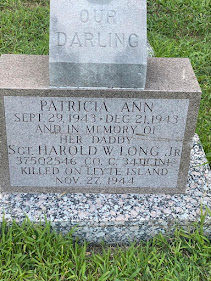 OUR
DARLING
PATRICIA ANN
SEPT. 29, 1943 - DEC. 21, 1943
AND IN MEMORY OF
HER DADDY
SGT. HAROLD W. LONG, JR.
37502546 CO. C. 34TH INF.
KILLED ON LEYTE ISLAND
NOV. 27, 1944